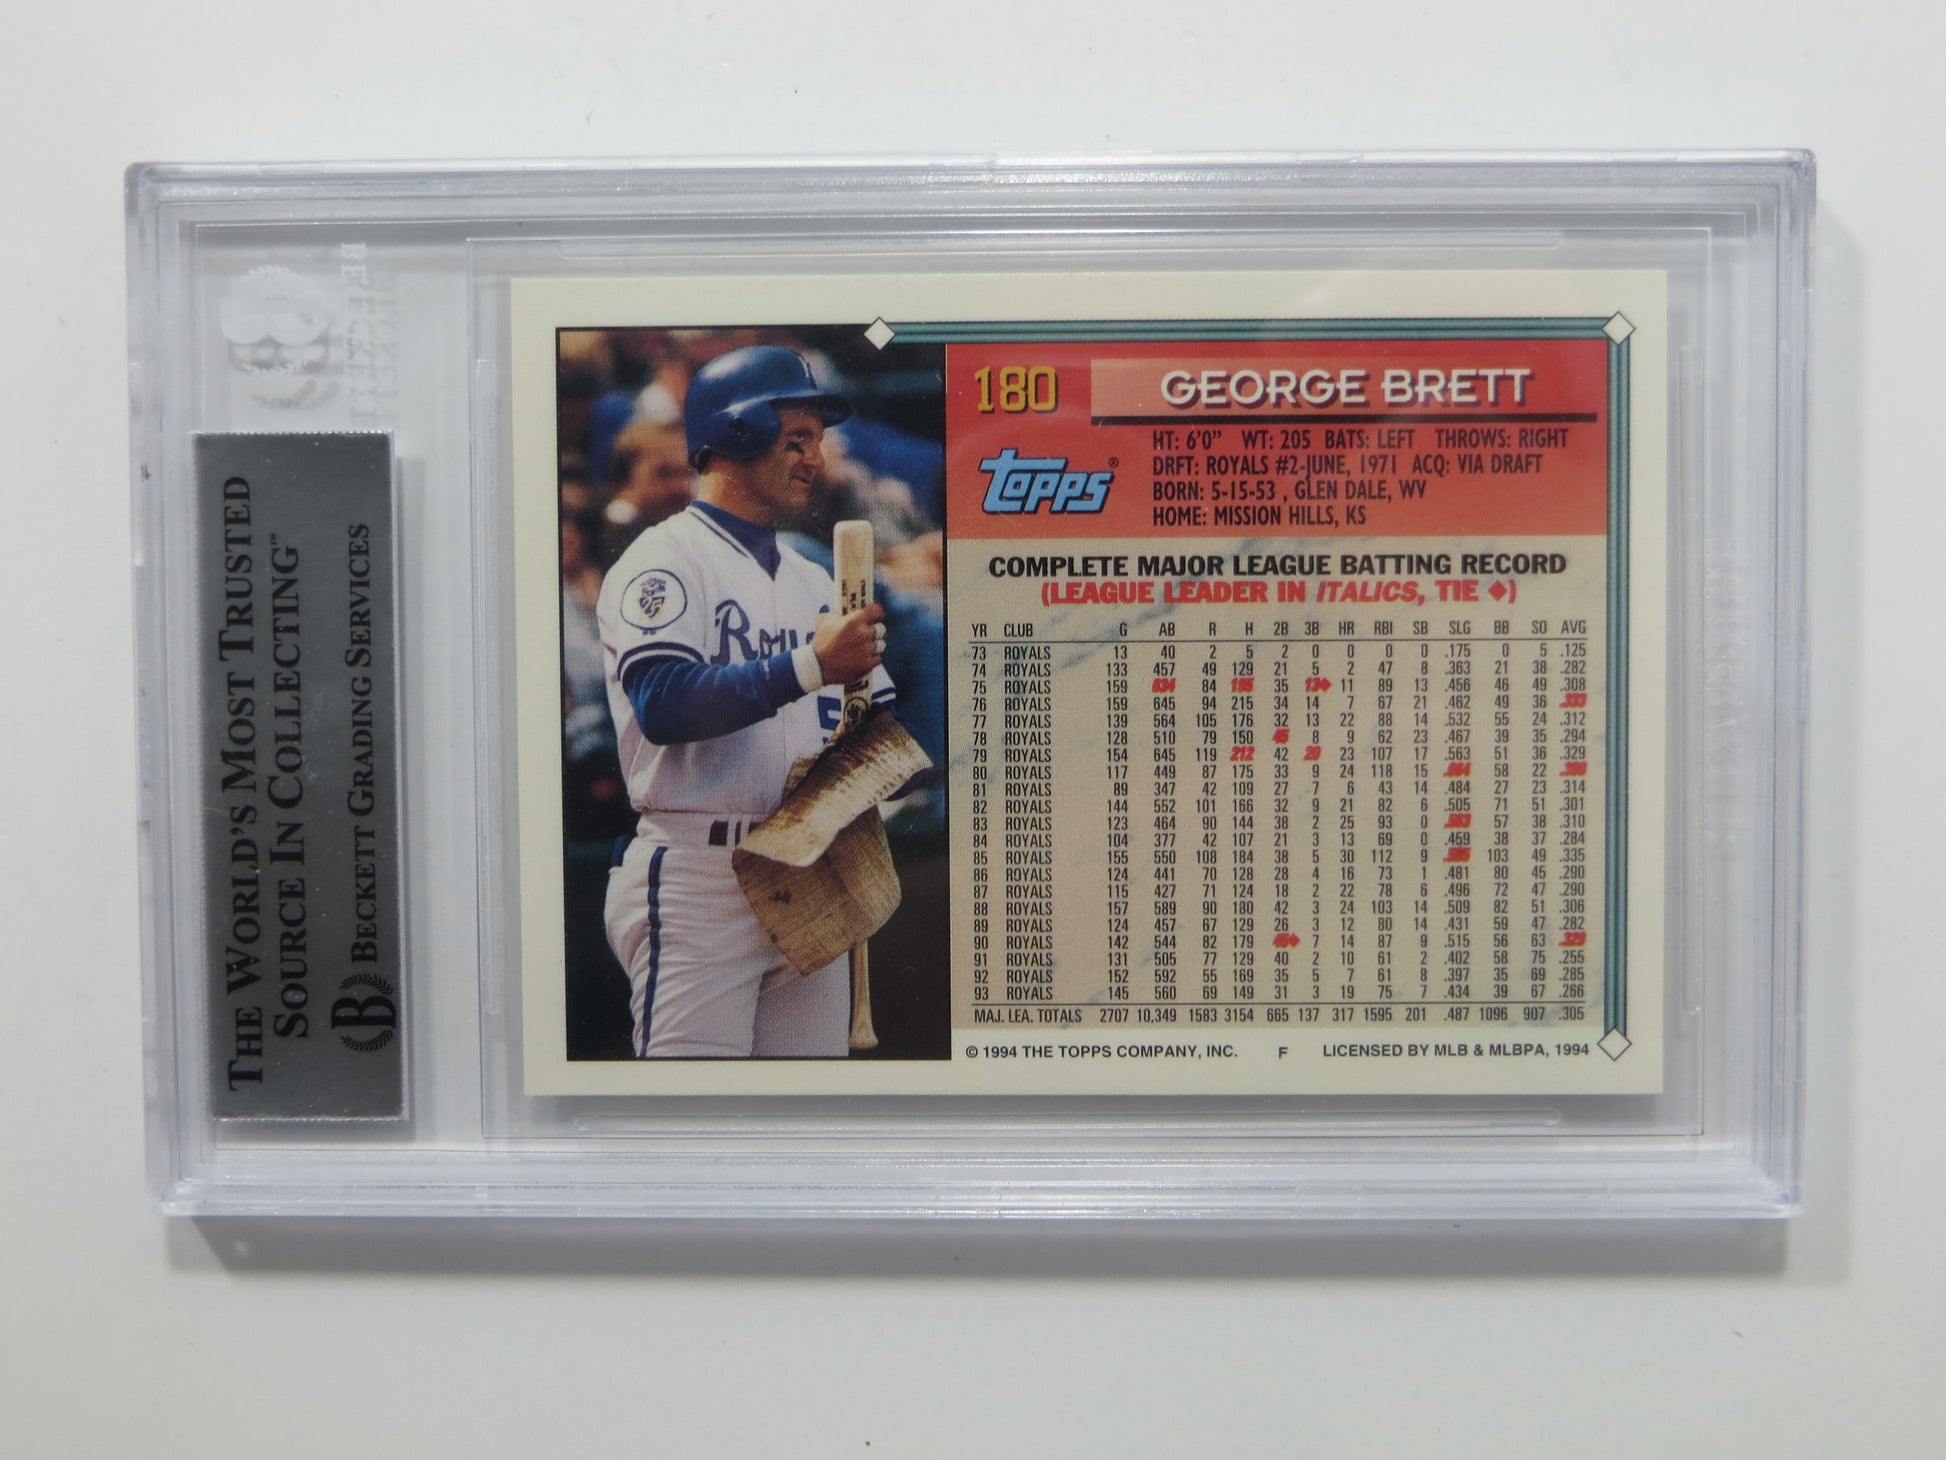 THE WORLD'S MOST TRUSTED
SOURCE IN COLLECTING™
BECKETT GRADING SERVICES
BECKETT
180
GEORGE BRETT
topps®
HT: 6'0" WT: 205 BATS: LEFT THROWS: RIGHT
DRFT: ROYALS #2-JUNE, 1971 ACQ: VIA DRAFT
BORN: 5-15-53 , GLEN DALE, WV
HOME: MISSION HILLS, KS
COMPLETE MAJOR LEAGUE BATTING RECORD
(LEAGUE LEADER IN ITALICS, TIE ◆)
YR CLUB G AB R H 2B 3B HR RBI SB SLG BB SO AVG
73 ROYALS 13 40 2 5 2 0 0 0 0 .175 0 5 .125
74 ROYALS 133 457 49 129 21 5 2 47 8 .363 21 38 .282
75 ROYALS 159 634 84 195 35 13◆ 11 89 13 .456 46 49 .308
76 ROYALS 159 645 94 215 34 14 7 67 21 .462 49 36 .333
77 ROYALS 139 564 105 176 32 13 22 88 14 .532 55 24 .312
78 ROYALS 128 510 79 150 45 8 9 62 23 .467 39 35 .294
79 ROYALS 154 645 119 212 42 20 23 107 17 .563 51 36 .329
80 ROYALS 117 449 87 175 33 9 24 118 15 .664 58 22 .390
81 ROYALS 89 347 42 109 27 7 6 43 14 .484 27 23 .314
82 ROYALS 144 552 101 166 32 9 21 82 6 .505 71 51 .301
83 ROYALS 123 464 90 144 38 2 25 93 0 .563 57 38 .310
84 ROYALS 104 377 42 107 21 3 13 69 0 .459 38 37 .284
85 ROYALS 155 550 108 184 38 5 30 112 9 .585 103 49 .335
86 ROYALS 124 441 70 128 28 4 16 73 1 .481 80 45 .290
87 ROYALS 115 427 71 124 18 2 22 78 6 .496 72 47 .290
88 ROYALS 157 589 90 180 42 3 24 103 14 .509 82 51 .306
89 ROYALS 124 457 67 129 26 3 12 80 14 .431 59 47 .282
90 ROYALS 142 544 82 179 45◆ 7 14 87 9 .515 56 63 .329
91 ROYALS 131 505 77 129 40 2 10 61 2 .402 58 75 .255
92 ROYALS 152 592 55 169 35 5 7 61 8 .397 35 69 .285
93 ROYALS 145 560 69 149 31 3 19 75 7 .434 39 67 .266
MAJ. LEA. TOTALS 2707 10,349 1583 3154 665 137 317 1595 201 .487 1096 907 .305
© 1994 THE TOPPS COMPANY, INC. F LICENSED BY MLB & MLBPA, 1994